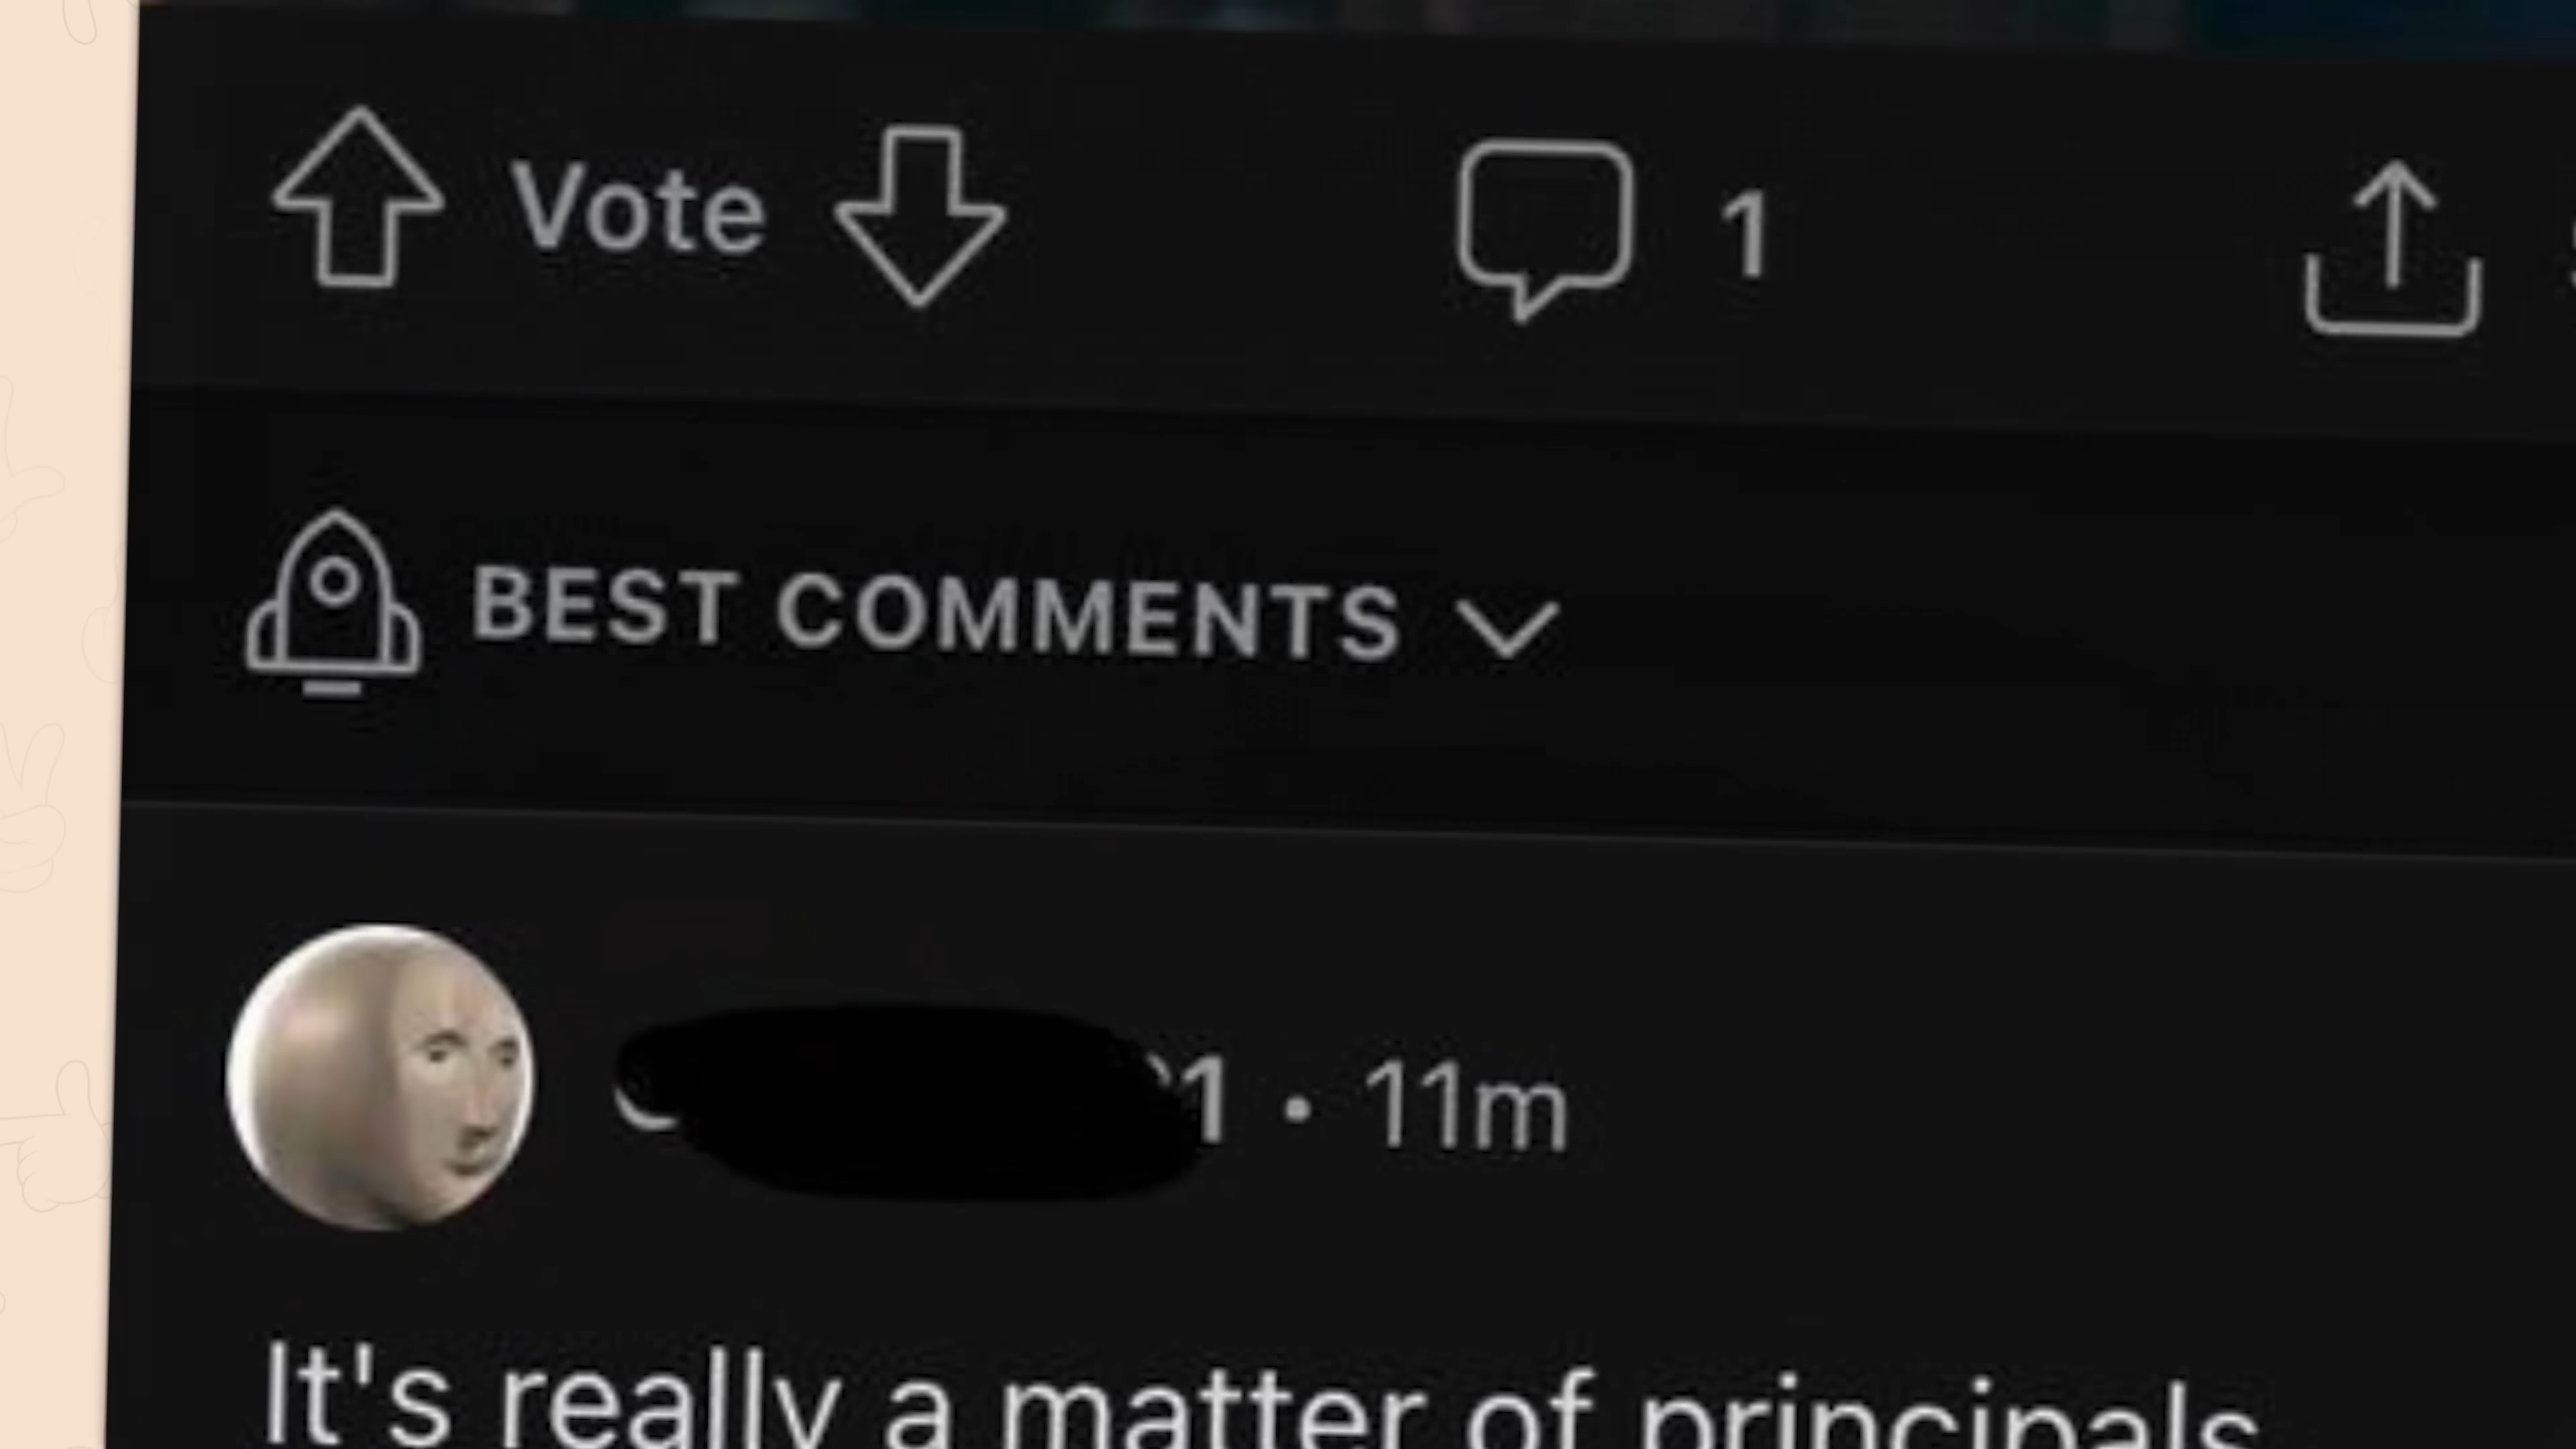 Vote 1
BEST COMMENTS
1 • 11m
It's really a matter of principals